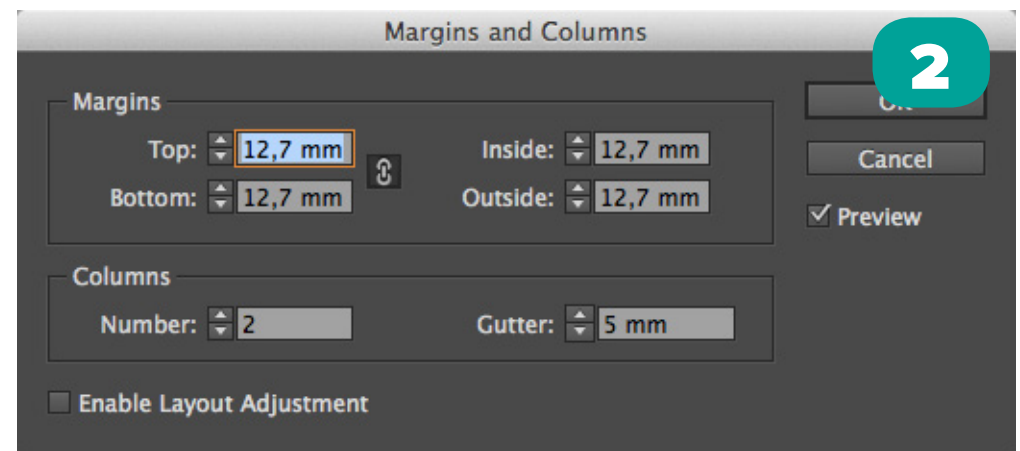 Margins and Columns
2
Margins
Top: 12,7 mm Inside: 12,7 mm
Bottom: 12,7 mm Outside: 12,7 mm
Cancel
Preview
Columns
Number: 2 Gutter: 5 mm
Enable Layout Adjustment